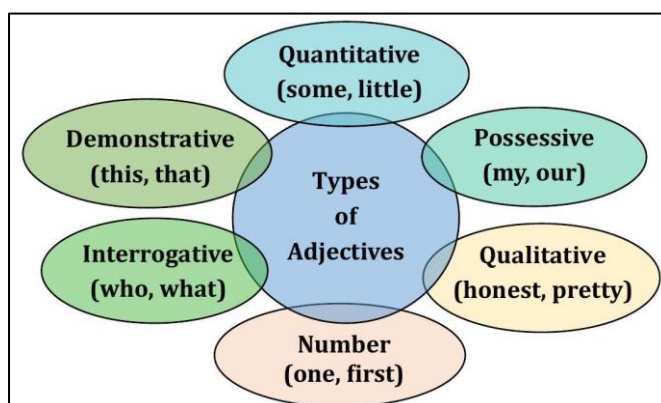 Quantitative
(some, little)
Demonstrative
(this, that)
Possessive
(my, our)
Types
of
Adjectives
Interrogative
(who, what)
Qualitative
(honest, pretty)
Number
(one, first)